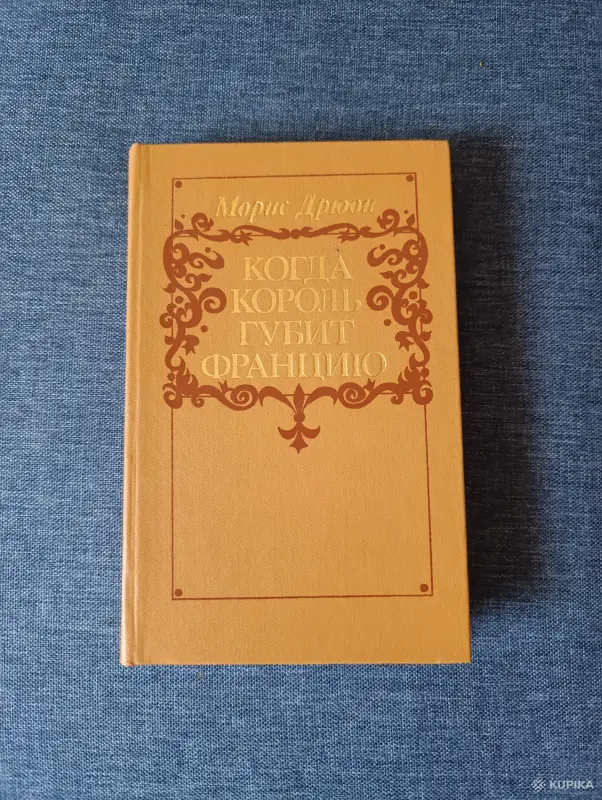 Морис Дрюон
КОГДА
КОРОЛЬ
ГУБИТ
ФРАНЦИЮ
KUPIKA